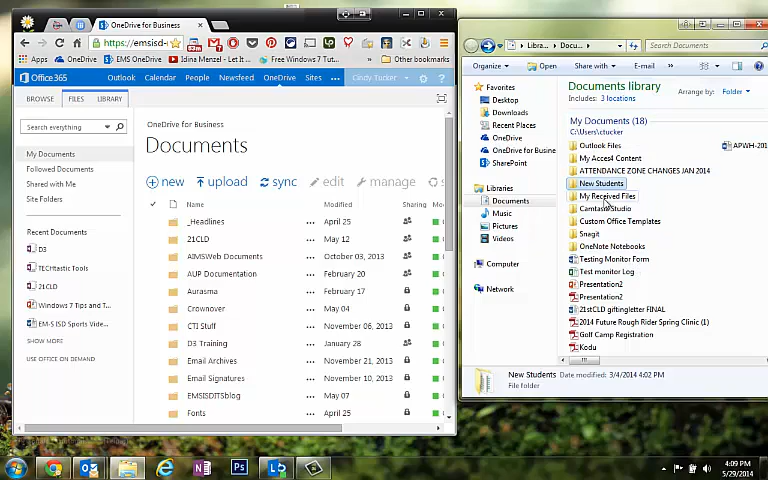 OneDrive for Business
https://emsisd-
Apps
OneDrive
EMS OneDrive
Idina Menzel - Let It ...
Free Windows 7 Tut...
Other bookmarks
Office 365
Outlook Calendar People Newsfeed OneDrive Sites ... Cindy Tucker
BROWSE FILES LIBRARY
Search everything
My Documents
Followed Documents
Shared with Me
Site Folders
Recent Documents
D3
TECHtastic Tools
21CLD
Windows 7 Tips and T...
EM-S ISD Sports Vide...
SHOW MORE
USE OFFICE ON DEMAND
OneDrive for Business
Documents
new upload sync edit manage
Name Sharing
_Headlines ... April 25
21CLD ... May 12
AIMSWeb Documents ... October 03, 2013
AUP Documentation ... February 20
Aurasma ... February 17
Crownover ... May 04
CTI Stuff ... November 06, 2013
D3 Training ... January 28
Email Archives ... November 21, 2013
Email Signatures ... November 10, 2013
EMSISDITSblog ... May 07
Fonts ... April 25
Libra... Docu...
Search Documents
Organize Open Share with E-mail »
Favorites
Desktop
Downloads
Recent Places
OneDrive
OneDrive for Busine
SharePoint
Libraries
Documents
Music
Pictures
Videos
Computer
Network
Documents library
Includes: 3 locations
Arrange by: Folder
My Documents (18)
C:\Users\ctucker
Outlook Files
My Acces4 Content
ATTENDANCE ZONE CHANGES JAN 2014
New Students
My Received Files
Camtasia Studio
Custom Office Templates
Snagit
OneNote Notebooks
Testing Monitor Form
Test monitor Log
Presentation2
Presentation2
21stCLD giftingletter FINAL
2014 Future Rough Rider Spring Clinic (1)
Golf Camp Registration
Kodu
APWH-201
New Students Date modified: 3/4/2014 4:02 PM
File folder
4:09 PM
5/29/2014